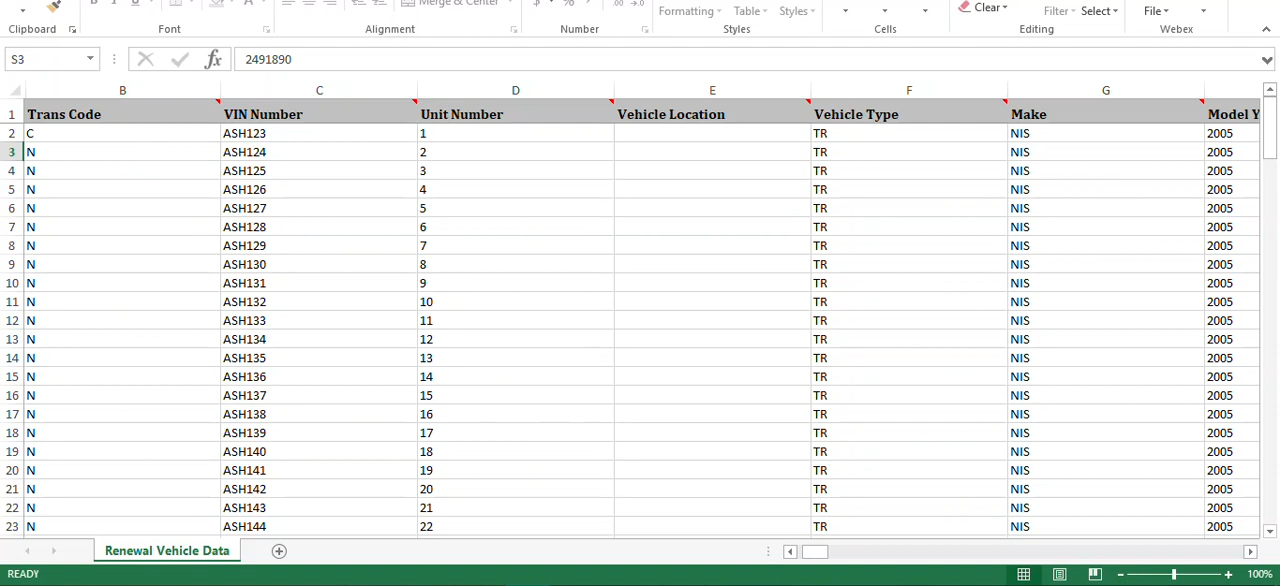 B U A Merge & Center $ % , .00 →.0 Formatting Table Styles Clear Filter Select File
Clipboard Font Alignment Number Styles Cells Editing Webex
S3 fx 2491890
B C D E F G
1 Trans Code VIN Number Unit Number Vehicle Location Vehicle Type Make Model Y
2 C ASH123 1 TR NIS 2005
3 N ASH124 2 TR NIS 2005
4 N ASH125 3 TR NIS 2005
5 N ASH126 4 TR NIS 2005
6 N ASH127 5 TR NIS 2005
7 N ASH128 6 TR NIS 2005
8 N ASH129 7 TR NIS 2005
9 N ASH130 8 TR NIS 2005
10 N ASH131 9 TR NIS 2005
11 N ASH132 10 TR NIS 2005
12 N ASH133 11 TR NIS 2005
13 N ASH134 12 TR NIS 2005
14 N ASH135 13 TR NIS 2005
15 N ASH136 14 TR NIS 2005
16 N ASH137 15 TR NIS 2005
17 N ASH138 16 TR NIS 2005
18 N ASH139 17 TR NIS 2005
19 N ASH140 18 TR NIS 2005
20 N ASH141 19 TR NIS 2005
21 N ASH142 20 TR NIS 2005
22 N ASH143 21 TR NIS 2005
23 N ASH144 22 TR NIS 2005
Renewal Vehicle Data
READY 100%